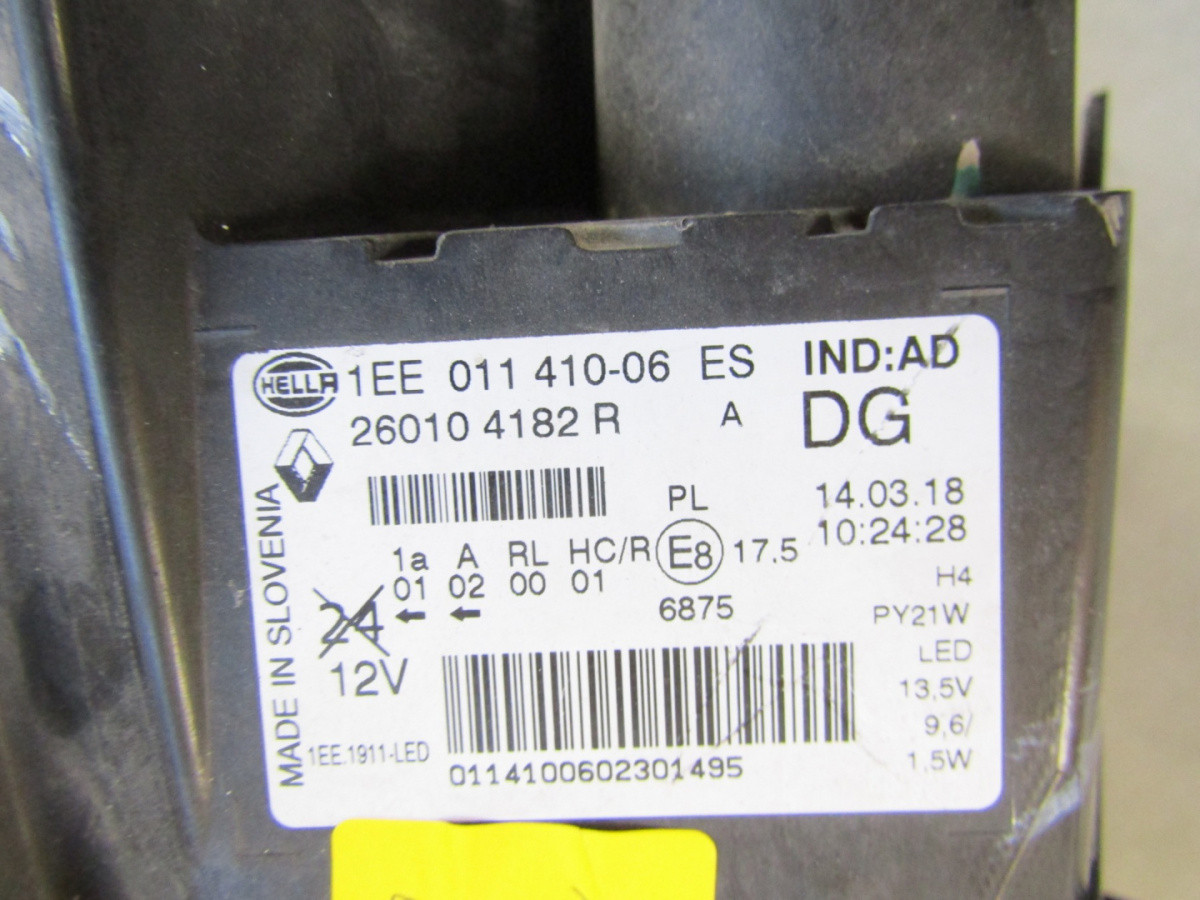 HELLA 1EE 011 410-06 ES IND:AD
26010 4182 R A DG
MADE IN SLOVENIA
PL 14.03.18
10:24:28
1a A RL HC/R E8 17,5
01 02 00 01
24 6875
12V
H4
PY21W
LED
13,5V
9,6/
1,5W
1EE.1911-LED
0114100602301495